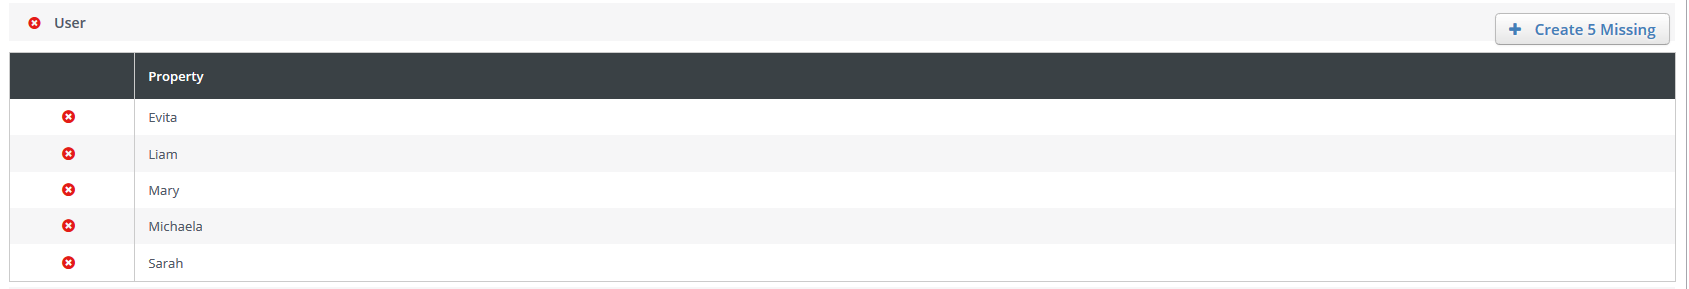 User
Create 5 Missing
Property
Evita
Liam
Mary
Michaela
Sarah